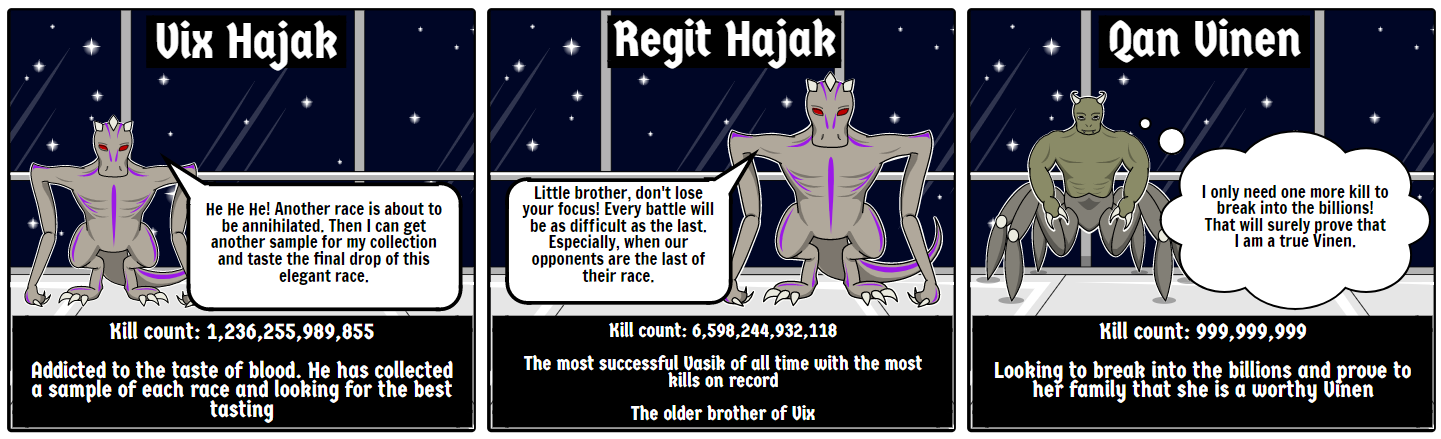 Vix Hajak
He He He! Another race is about to
be annihilated. Then I can get
another sample for my collection
and taste the final drop of this
elegant race.
Kill count: 1,236,255,989,855
Addicted to the taste of blood. He has collected
a sample of each race and looking for the best
tasting
Regit Hajak
Little brother, don't lose
your focus! Every battle will
be as difficult as the last.
Especially, when our
opponents are the last of
their race.
Kill count: 6,598,244,932,118
The most successful Vasik of all time with the most
kills on record
The older brother of Vix
Qan Vinen
I only need one more kill to
break into the billions!
That will surely prove that
I am a true Vinen.
Kill count: 999,999,999
Looking to break into the billions and prove to
her family that she is a worthy Vinen